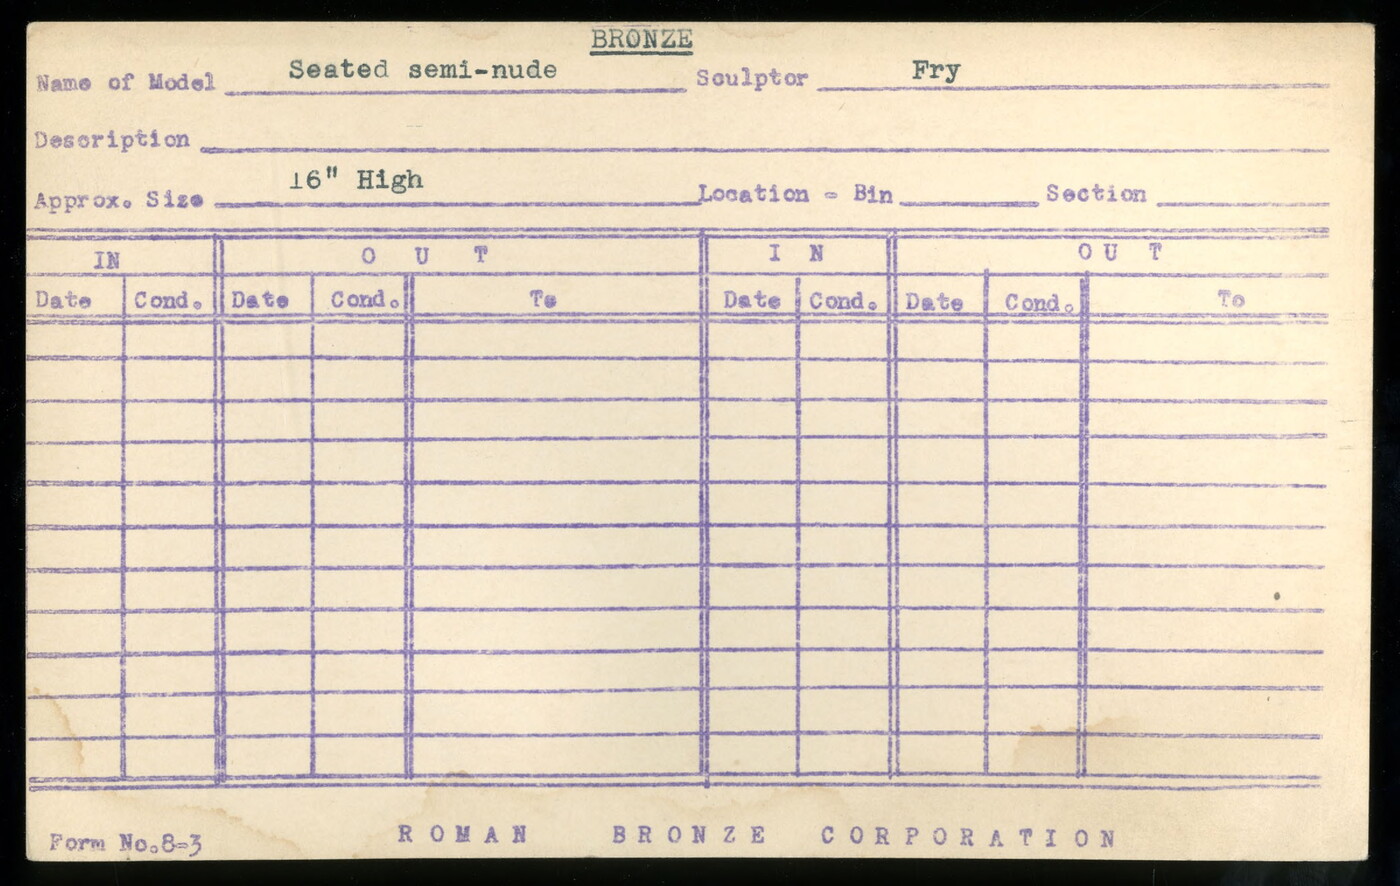 BRONZE
Name of Model Seated semi-nude Sculptor Fry
Description
Approx. Size 16" High Location - Bin Section
IN OUT IN OUT
Date Cond. Date Cond. To Date Cond. Date Cond. To
Form No.8-3 ROMAN BRONZE CORPORATION